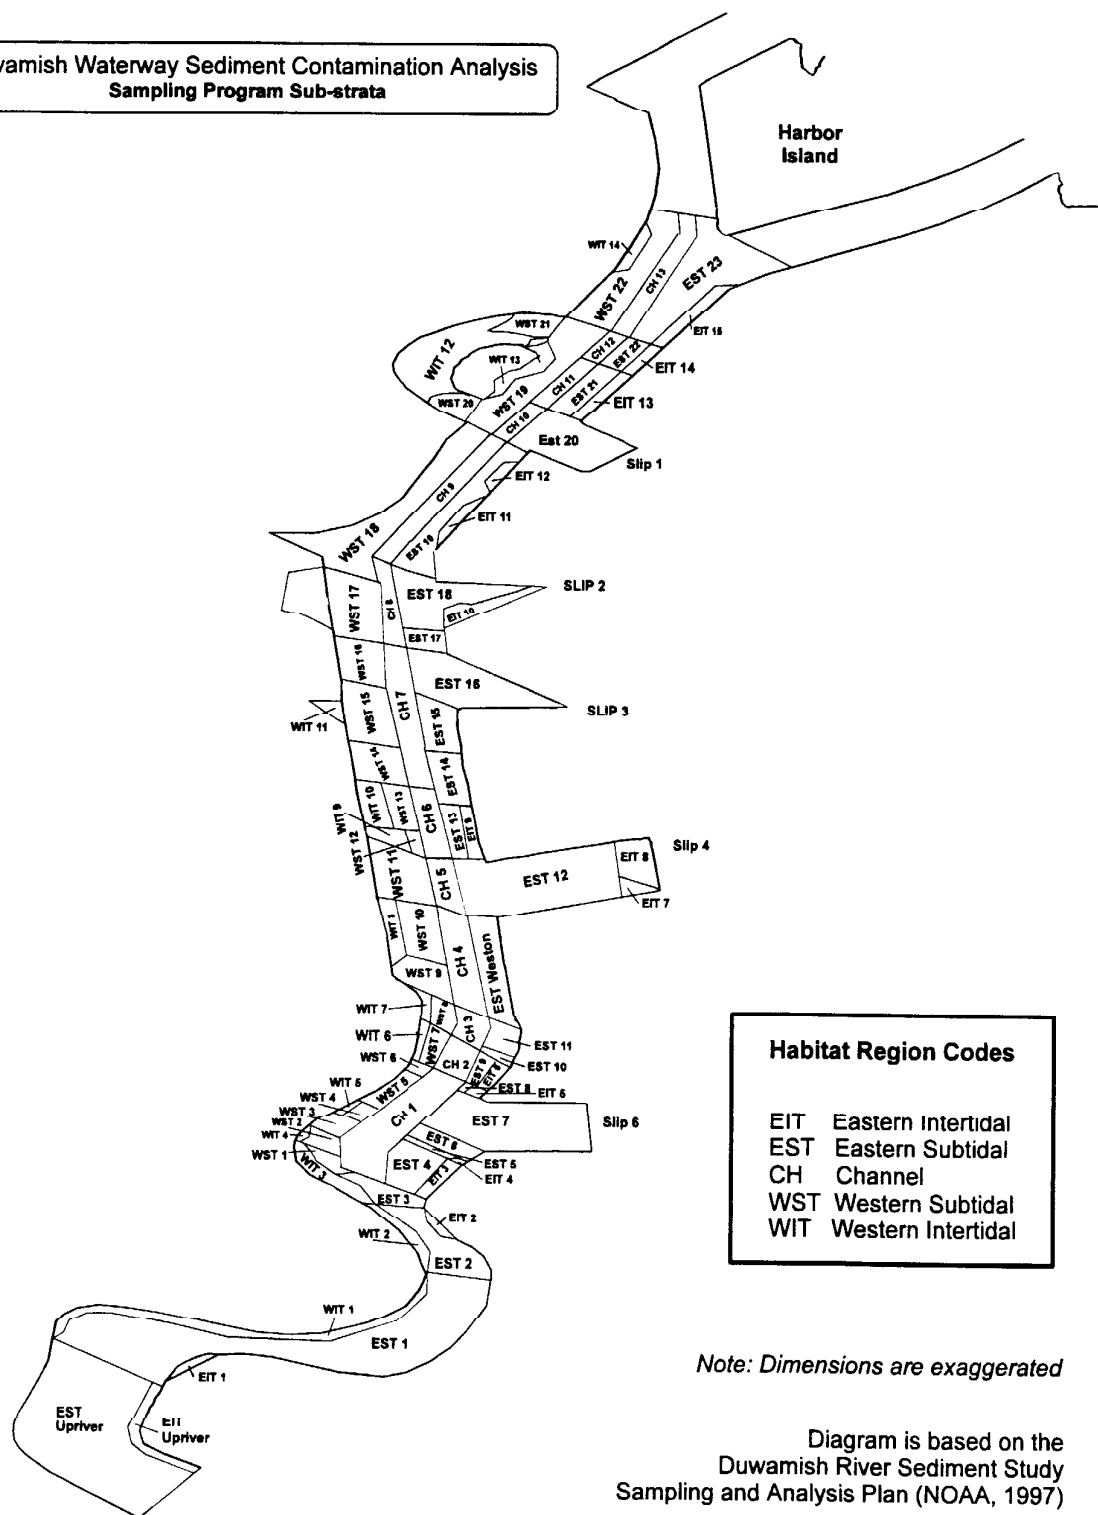 wamish Waterway Sediment Contamination Analysis
Sampling Program Sub-strata
Harbor
Island
WIT 14
CH 13
EST 23
WST 22
EIT 15
WST 21
WIT 12
WIT 13
CH 12
EST 22
EIT 14
CH 11
EST 21
EIT 13
WST 20
WST 19
CH 10
Est 20
Slip 1
EIT 12
CH 9
EIT 11
WST 18
EST 19
SLIP 2
EST 18
WST 17
CH 8
EIT 10
EST 17
WST 16
EST 16
SLIP 3
WST 15
CH 7
WIT 11
EST 15
WST 14
EST 14
WIT 10
WST 13
WIT 9
CH6
EST 13
EIT 9
WST 12
Slip 4
WST 11
CH 5
EST 12
EIT 8
EIT 7
WST 10
CH 4
EST Weston
WST 9
WIT 7
CH 3
WIT 6
WST 7
EST 11
WST 6
CH 2
EST 9
EIT 6
EST 10
WIT 5
WST 5
EST 8
EIT 5
WST 4
WST 3
CH 1
EST 7
Slip 6
WST 2
WIT 4
EST 6
WST 1
WIT 3
EST 4
EIT 3
EST 5
EIT 4
EST 3
EIT 2
WIT 2
EST 2
WIT 1
EST 1
EIT 1
EST
Upriver
EIT
Upriver
Habitat Region Codes
EIT Eastern Intertidal
EST Eastern Subtidal
CH Channel
WST Western Subtidal
WIT Western Intertidal
Note: Dimensions are exaggerated
Diagram is based on the
Duwamish River Sediment Study
Sampling and Analysis Plan (NOAA, 1997)